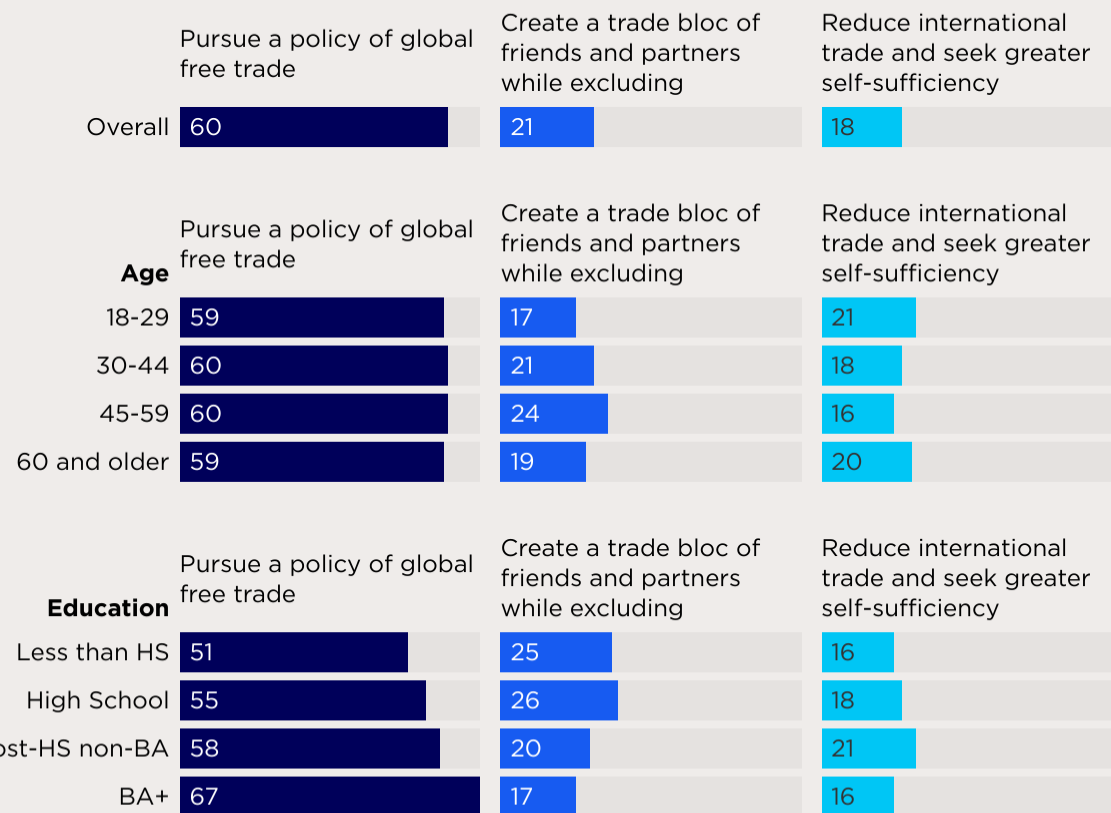 Pursue a policy of global
free trade
Create a trade bloc of
friends and partners
while excluding
Reduce international
trade and seek greater
self-sufficiency
Overall 60 21 18
Age
Pursue a policy of global
free trade
Create a trade bloc of
friends and partners
while excluding
Reduce international
trade and seek greater
self-sufficiency
18-29 59 17 21
30-44 60 21 18
45-59 60 24 16
60 and older 59 19 20
Education
Pursue a policy of global
free trade
Create a trade bloc of
friends and partners
while excluding
Reduce international
trade and seek greater
self-sufficiency
Less than HS 51 25 16
High School 55 26 18
ost-HS non-BA 58 20 21
BA+ 67 17 16